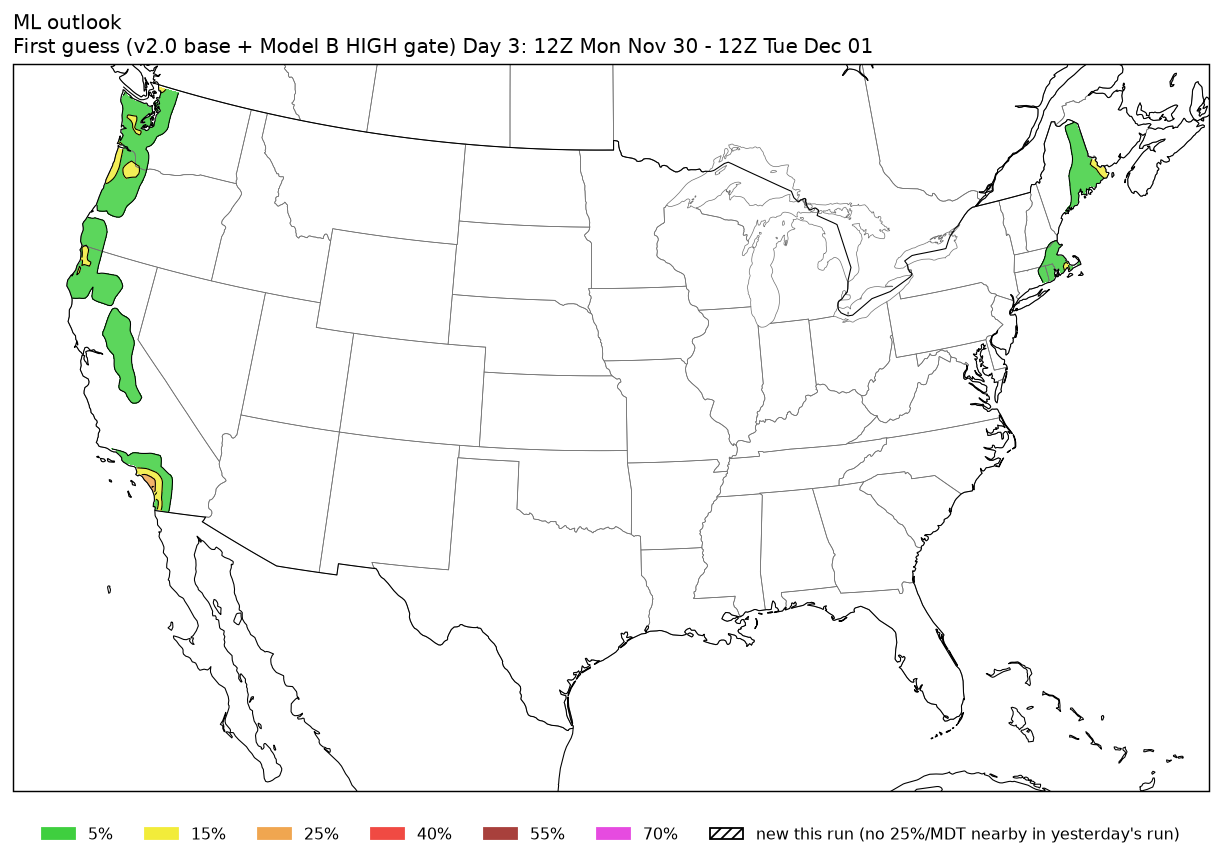 ML outlook
First guess (v2.0 base + Model B HIGH gate) Day 3: 12Z Mon Nov 30 - 12Z Tue Dec 01
5% 15% 25% 40% 55% 70% new this run (no 25%/MDT nearby in yesterday's run)